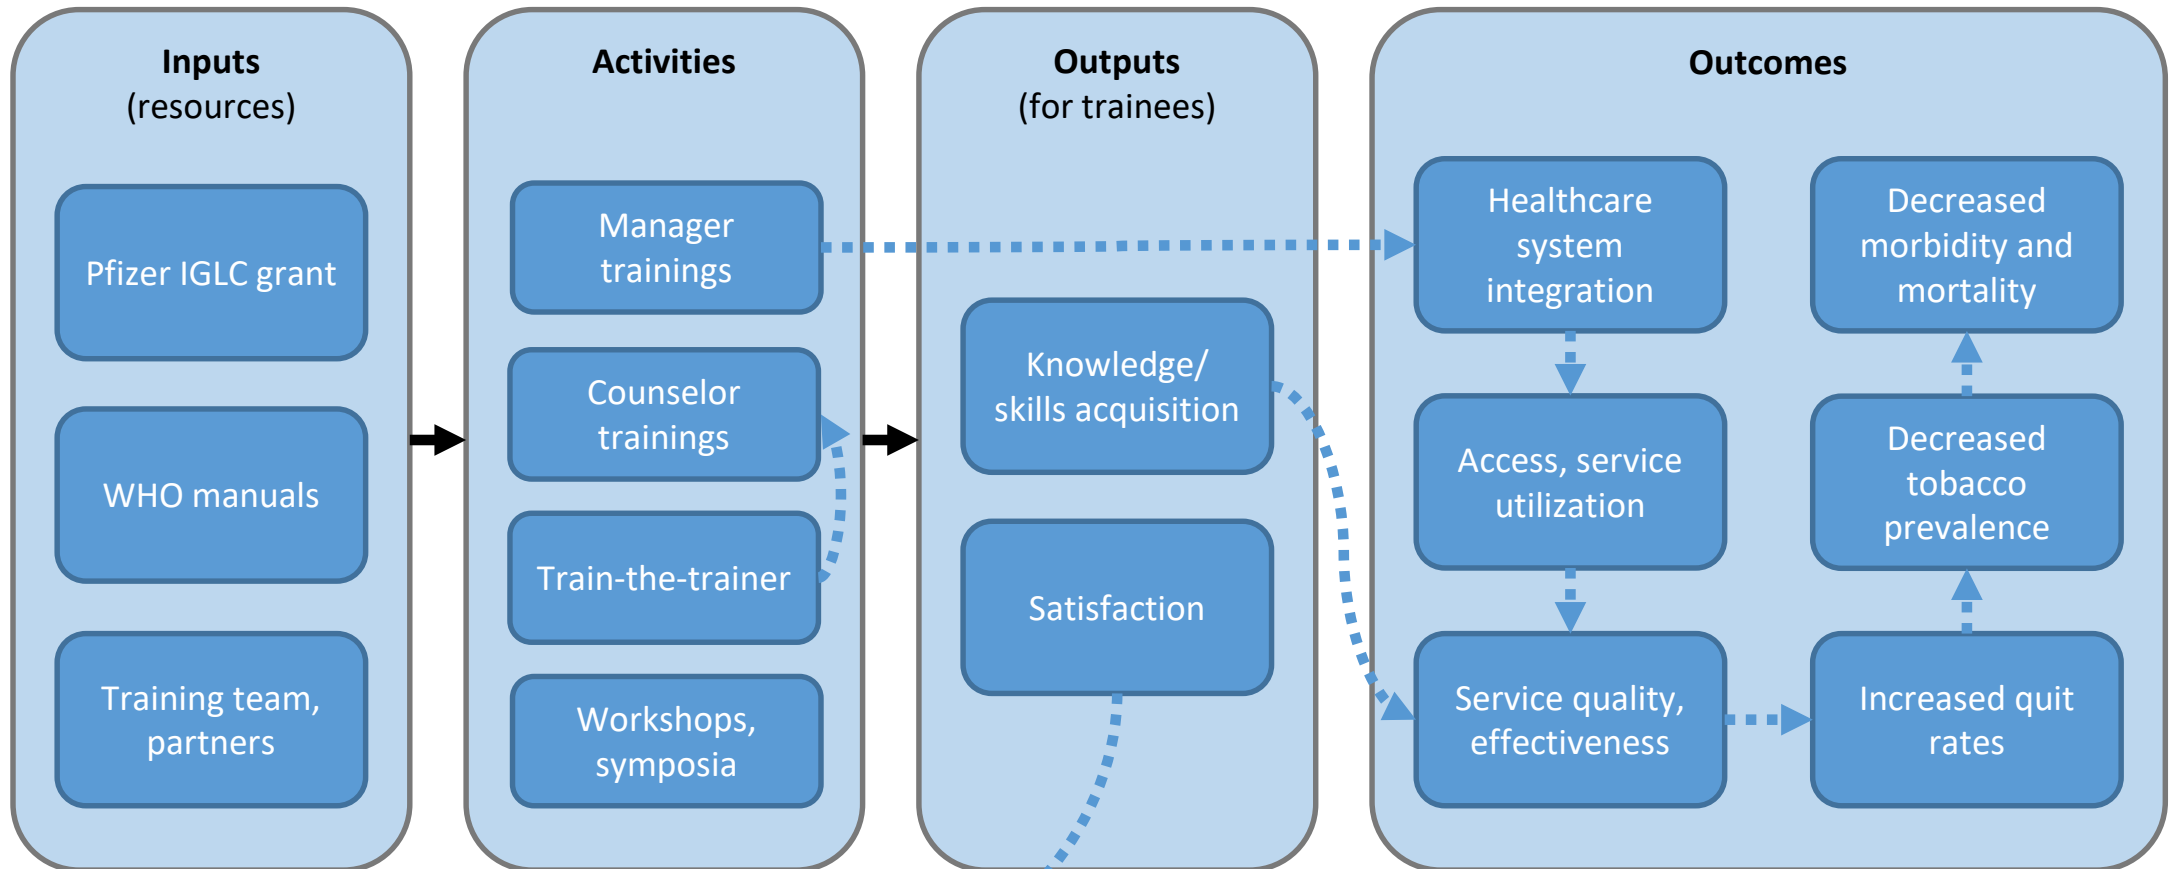 Inputs
(resources)
Pfizer IGLC grant
WHO manuals
Training team,
partners
Activities
Manager
trainings
Counselor
trainings
Train-the-trainer
Workshops,
symposia
Outputs
(for trainees)
Knowledge/
skills acquisition
Satisfaction
Outcomes
Healthcare
system
integration
Access, service
utilization
Service quality,
effectiveness
Increased quit
rates
Decreased
tobacco
prevalence
Decreased
morbidity and
mortality